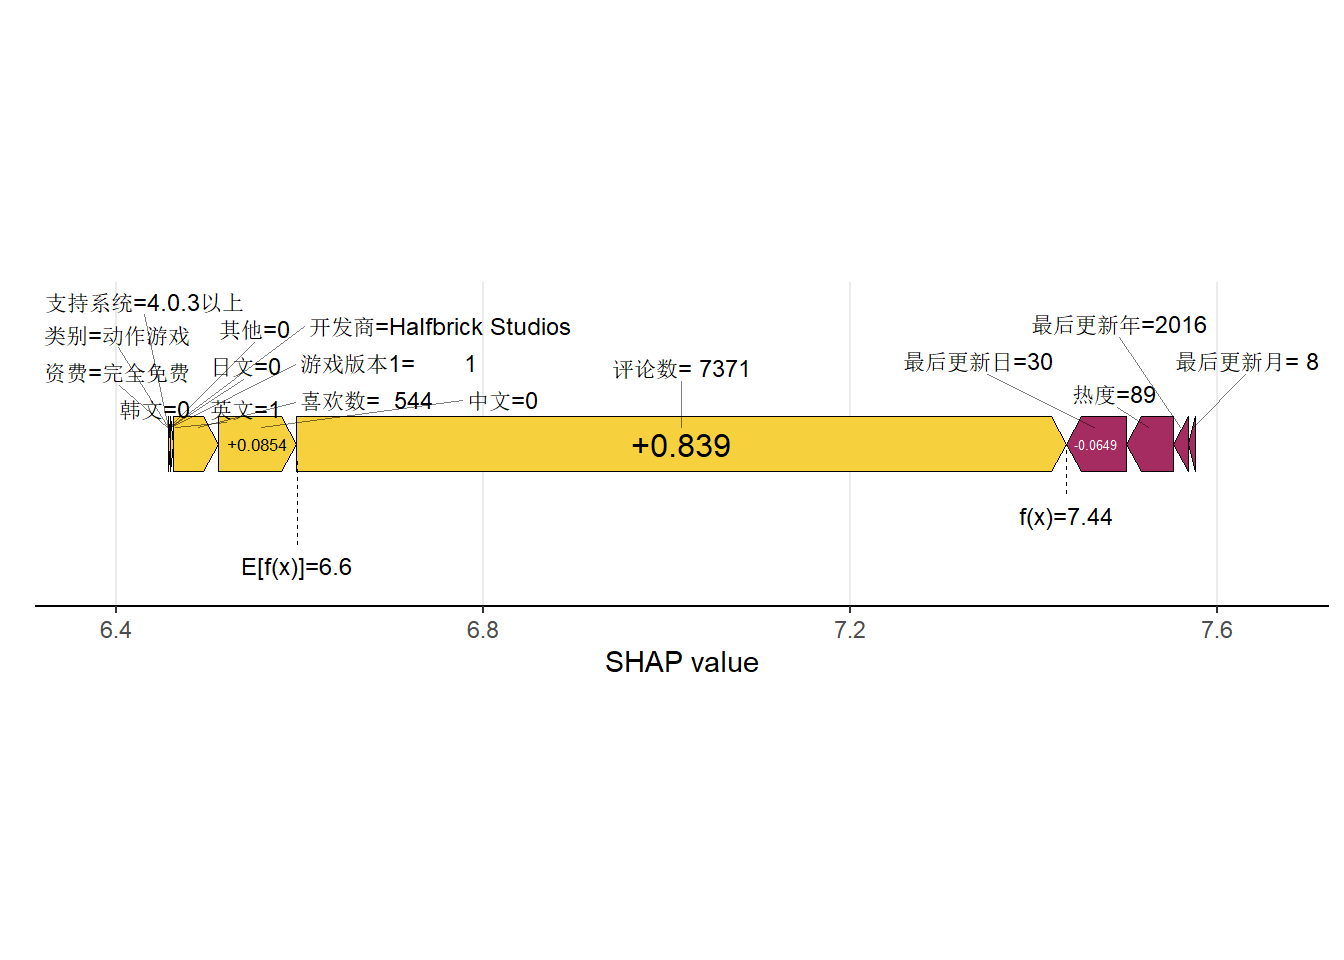 支持系统=4.0.3以上
类别=动作游戏
其他=0
开发商=Halfbrick Studios
资费=完全免费
日文=0
游戏版本1= 1
韩文=0
英文=1
喜欢数= 544
中文=0
评论数= 7371
最后更新年=2016
最后更新日=30
最后更新月= 8
热度=89
+0.0854
+0.839
-0.0649
f(x)=7.44
E[f(x)]=6.6
6.4
6.8
7.2
7.6
SHAP value